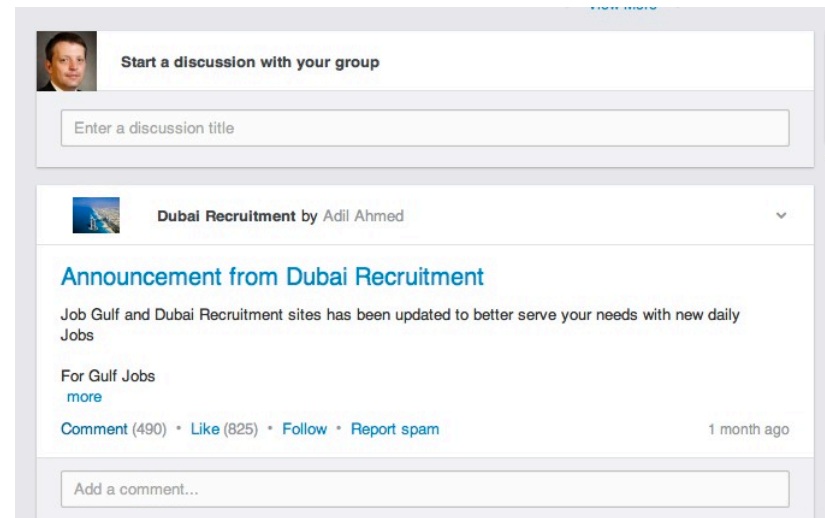 View More
Start a discussion with your group
Enter a discussion title
Dubai Recruitment by Adil Ahmed
Announcement from Dubai Recruitment
Job Gulf and Dubai Recruitment sites has been updated to better serve your needs with new daily
Jobs
For Gulf Jobs
more
Comment (490) • Like (825) • Follow • Report spam
1 month ago
Add a comment...